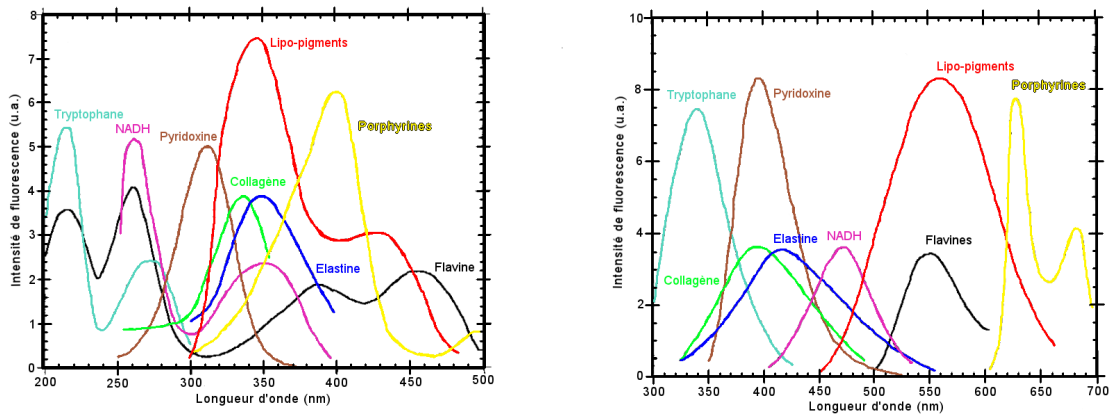 8
7
6
5
4
3
2
1
0
Intensité de fluorescence (u.a.)
Lipo-pigments
Tryptophane
NADH
Pyridoxine
Porphyrines
Collagène
Elastine
Flavine
200 250 300 350 400 450 500
Longueur d'onde (nm)
10
8
6
4
2
0
Intensité de fluorescence (u.a.)
Lipo-pigments
Porphyrines
Tryptophane
Pyridoxine
Elastine
NADH
Flavines
Collagène
300 350 400 450 500 550 600 650 700
Longueur d'onde (nm)